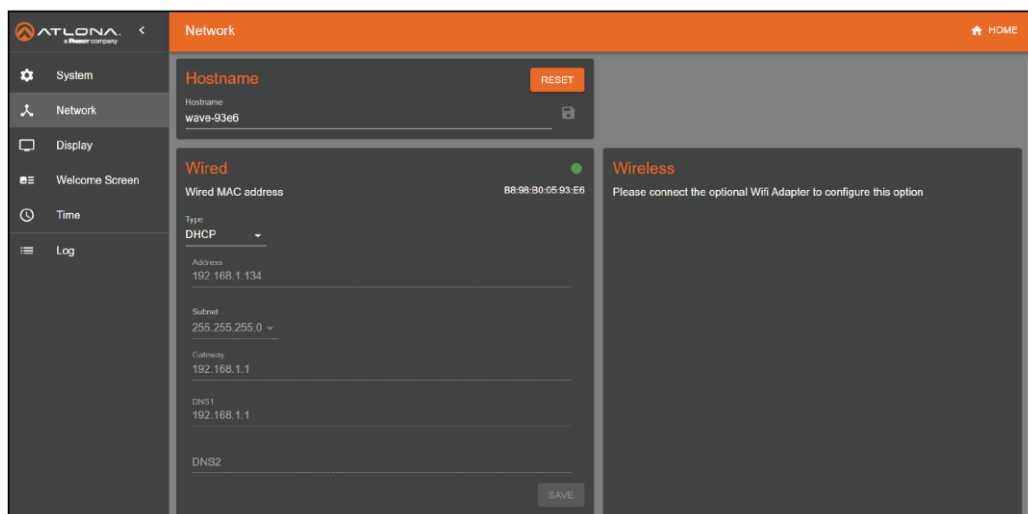 ATLONA.
a Panduit company
Network
HOME
System
Network
Display
Welcome Screen
Time
Log
Hostname
RESET
Hostname
wave-93e6
Wired
Wired MAC address
B8:98:B0:05:93:E6
Type
DHCP
Address
192.168.1.134
Subnet
255.255.255.0
Gateway
192.168.1.1
DNS1
192.168.1.1
DNS2
SAVE
Wireless
Please connect the optional Wifi Adapter to configure this option